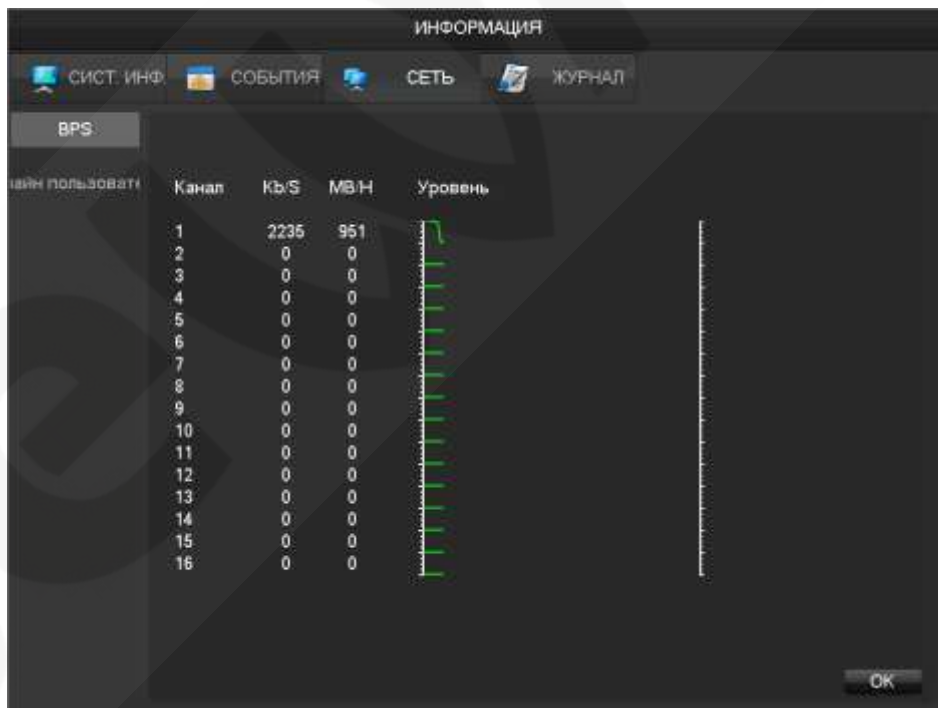 ИНФОРМАЦИЯ
СИСТ. ИНФ. СОБЫТИЯ СЕТЬ ЖУРНАЛ
BPS
лайн пользовате
Канал Kb/S MB/H Уровень
1 2235 951
2 0 0
3 0 0
4 0 0
5 0 0
6 0 0
7 0 0
8 0 0
9 0 0
10 0 0
11 0 0
12 0 0
13 0 0
14 0 0
15 0 0
16 0 0
OK